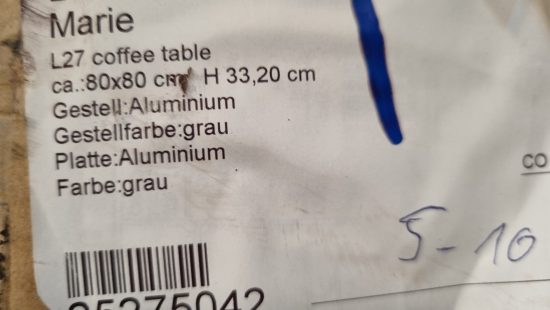 Marie
L27 coffee table
ca.:80x80 cm H 33,20 cm
Gestell:Aluminium
Gestellfarbe:grau
Platte:Aluminium
Farbe:grau
co
5-10
95275042